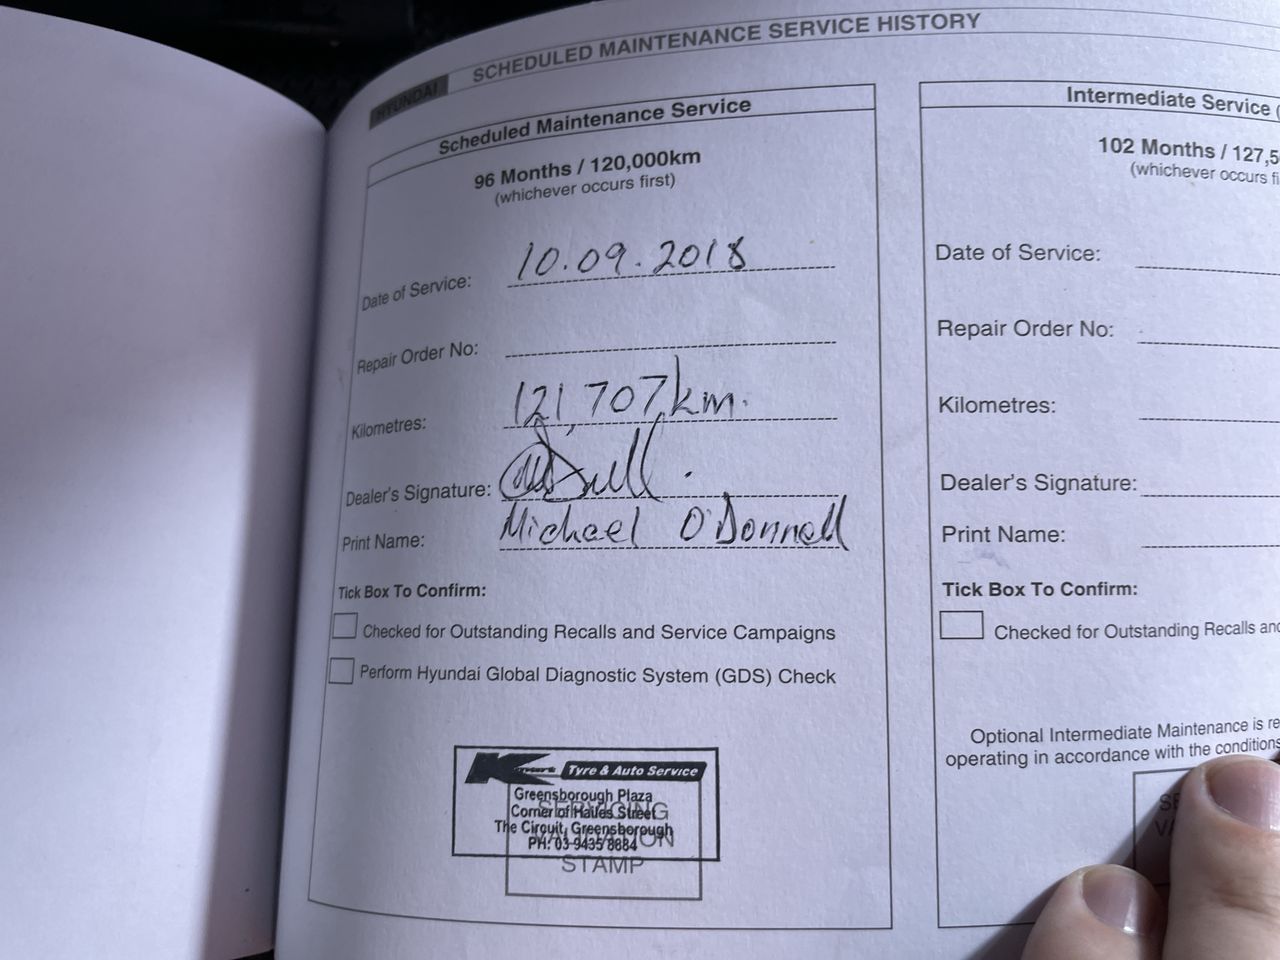 HYUNDAI
SCHEDULED MAINTENANCE SERVICE HISTORY
Scheduled Maintenance Service
96 Months / 120,000km
(whichever occurs first)
Date of Service: 10.09.2018
Repair Order No:
Kilometres: 121,707km.
Dealer's Signature:
Print Name: Michael O'Donnell
Tick Box To Confirm:
Checked for Outstanding Recalls and Service Campaigns
Perform Hyundai Global Diagnostic System (GDS) Check
Kmart Tyre & Auto Service
Greensborough Plaza
Corner of Hailes Street
The Circuit, Greensborough
PH: 03 9435 8884
SERVICING
VALIDATION
STAMP
Intermediate Service (
102 Months / 127,5
(whichever occurs fi
Date of Service:
Repair Order No:
Kilometres:
Dealer's Signature:
Print Name:
Tick Box To Confirm:
Checked for Outstanding Recalls and
Optional Intermediate Maintenance is re
operating in accordance with the conditions
SE
VA